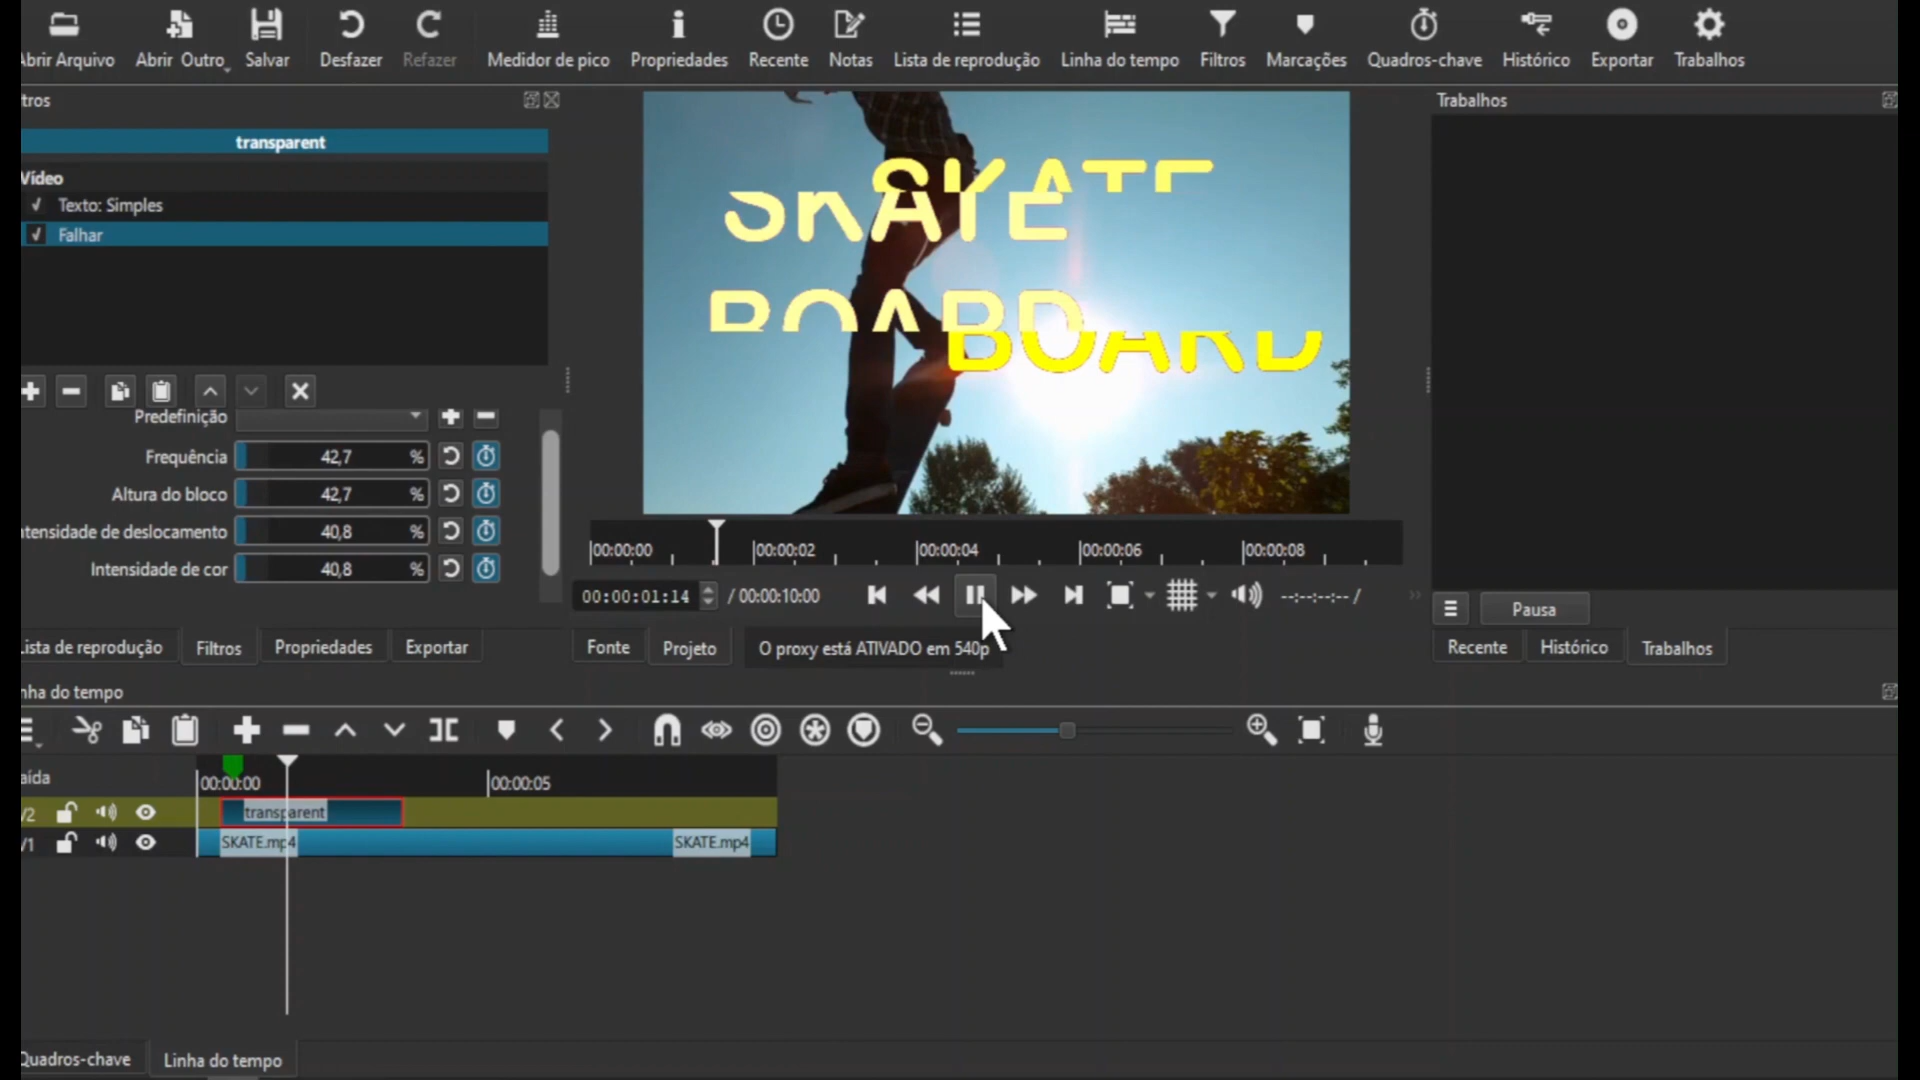 Abrir Arquivo Abrir Outro Salvar Desfazer Refazer Medidor de pico Propriedades Recente Notas Lista de reprodução Linha do tempo Filtros Marcações Quadros-chave Histórico Exportar Trabalhos
tros
transparent
Vídeo
Texto: Simples
Falhar
Predefinição
Frequência 42,7 %
Altura do bloco 42,7 %
ntensidade de deslocamento 40,8 %
Intensidade de cor 40,8 %
Lista de reprodução Filtros Propriedades Exportar
SKATE
SKATE
BOARD
BOARD
00:00:00 00:00:02 00:00:04 00:00:06 00:00:08
00:00:01:14 / 00:00:10:00 --:--:--:-- /
Fonte Projeto O proxy está ATIVADO em 540p
Trabalhos
Pausa
Recente Histórico Trabalhos
nha do tempo
aída 00:00:00 00:00:05
V2 transparent
V1 SKATE.mp4 SKATE.mp4
Quadros-chave Linha do tempo